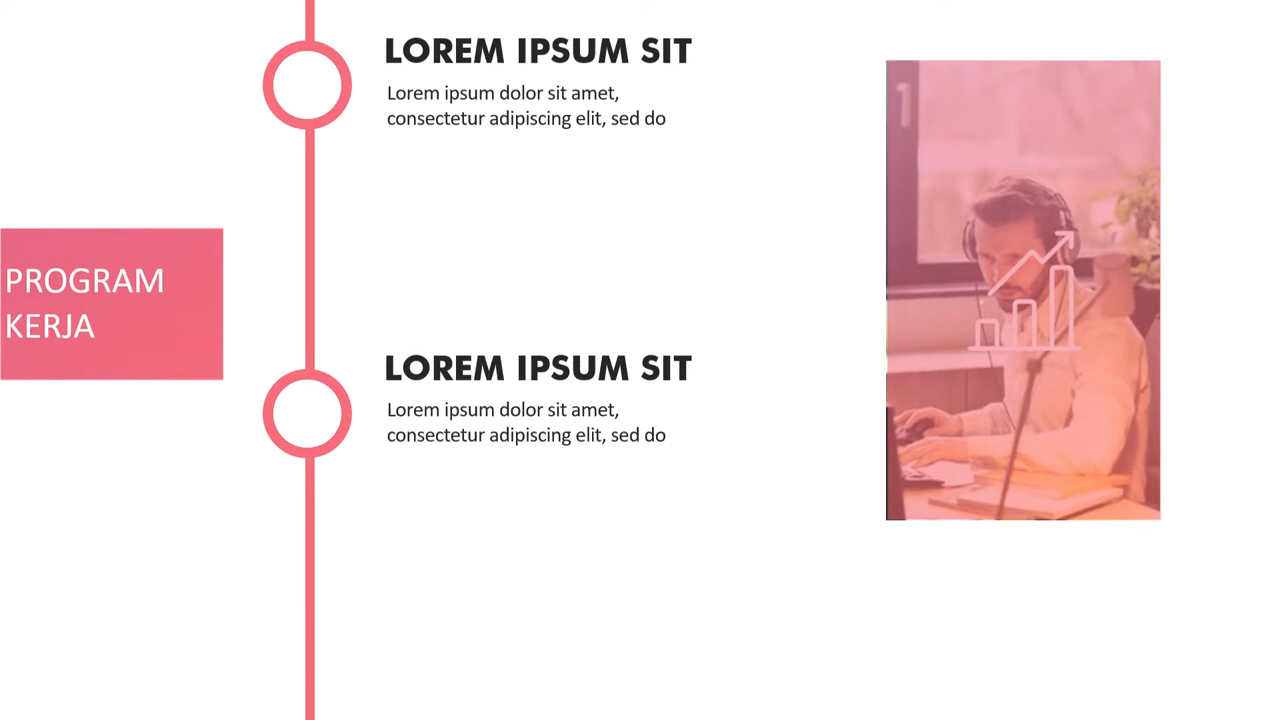 LOREM IPSUM SIT
Lorem ipsum dolor sit amet,
consectetur adipiscing elit, sed do
PROGRAM
KERJA
LOREM IPSUM SIT
Lorem ipsum dolor sit amet,
consectetur adipiscing elit, sed do